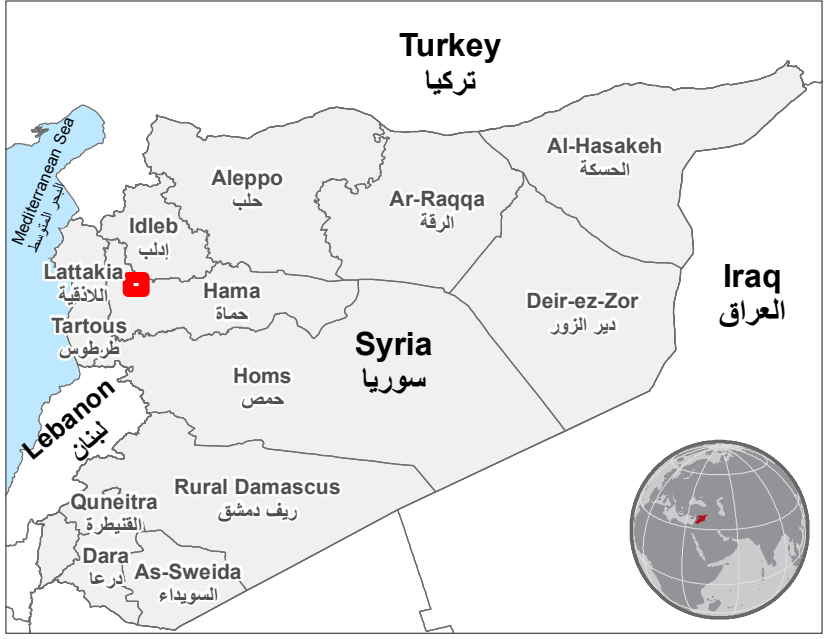 Turkey
تركيا
Mediterranean Sea
البحر المتوسط
Al-Hasakeh
الحسكة
Aleppo
حلب
Ar-Raqqa
الرقة
Idleb
إدلب
Lattakia
اللاذقية
Hama
حماة
Deir-ez-Zor
دير الزور
Iraq
العراق
Tartous
طرطوس
Syria
سوريا
Homs
حمص
Lebanon
لبنان
Rural Damascus
ريف دمشق
Quneitra
القنيطرة
Dara
درعا
As-Sweida
السويداء